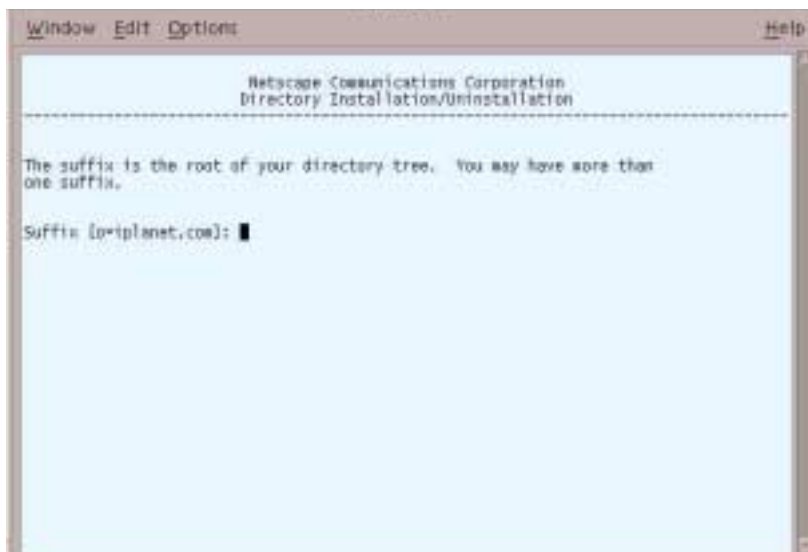 Window Edit Options Help
Netscape Communications Corporation
Directory Installation/Uninstallation
The suffix is the root of your directory tree. You may have more than
one suffix.
Suffix [o=iplanet.com]: